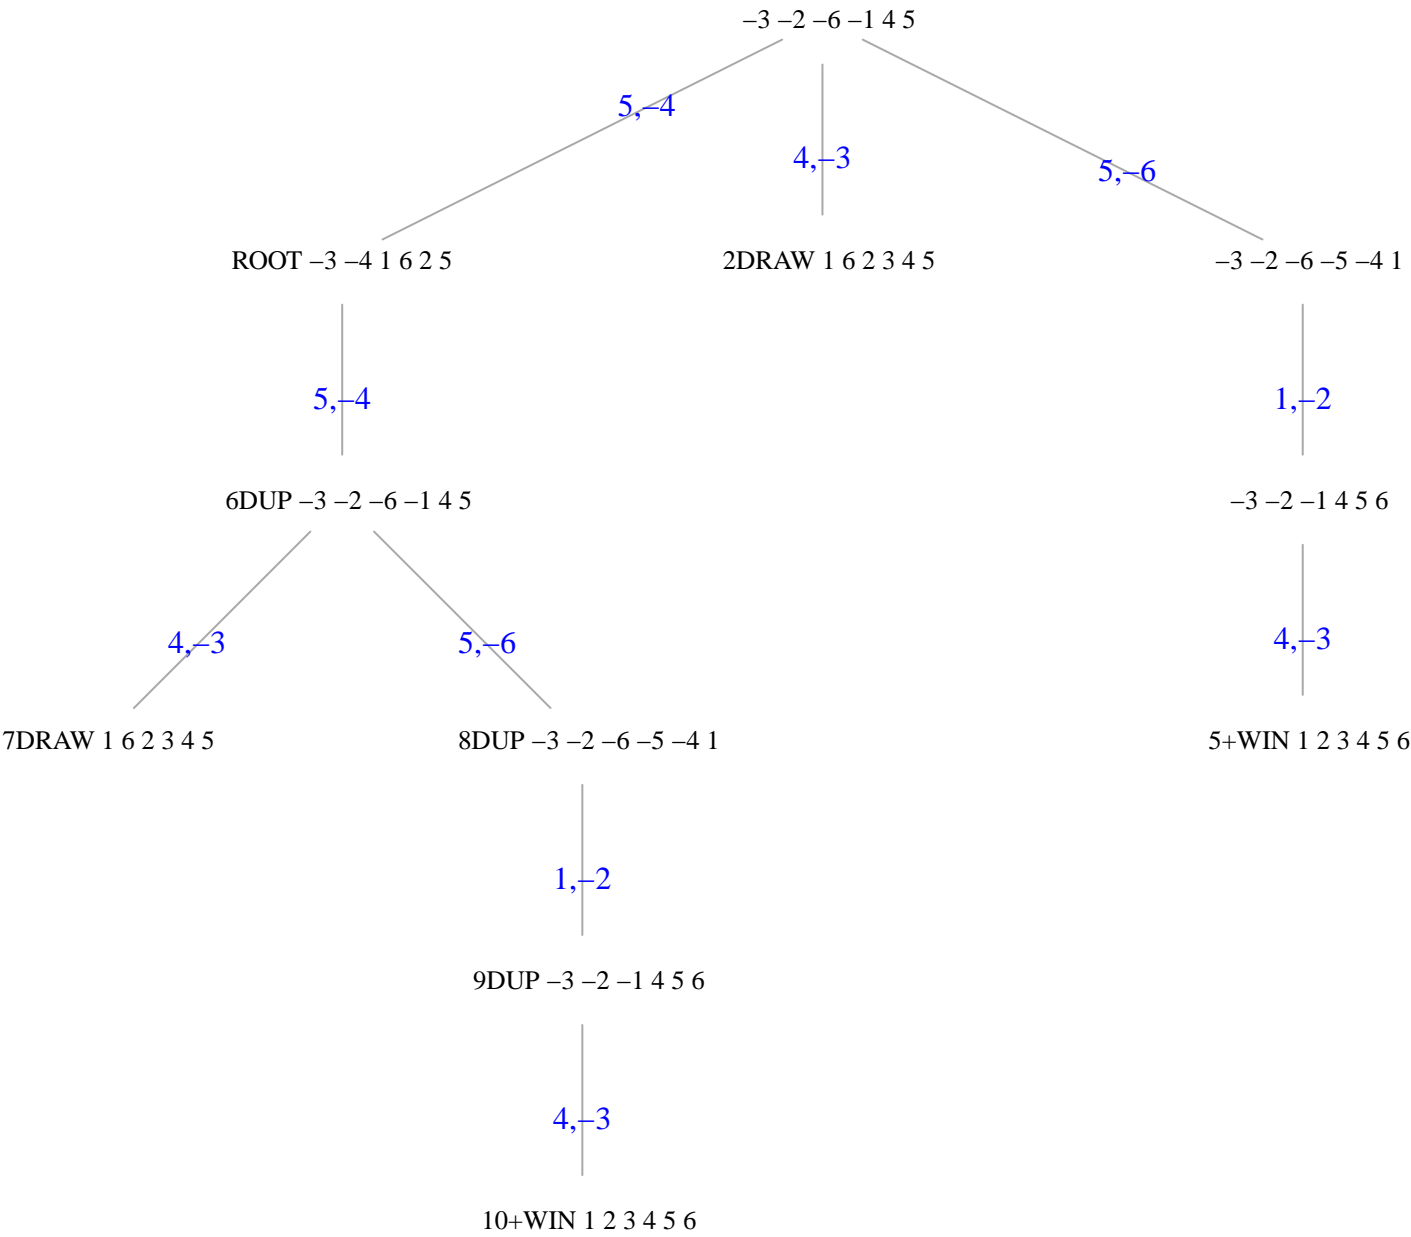 –3 –2 –6 –1 4 5
5,–4
4,–3
5,–6
ROOT –3 –4 1 6 2 5
2DRAW 1 6 2 3 4 5
–3 –2 –6 –5 –4 1
5,–4
1,–2
6DUP –3 –2 –6 –1 4 5
–3 –2 –1 4 5 6
4,–3
5,–6
4,–3
7DRAW 1 6 2 3 4 5
8DUP –3 –2 –6 –5 –4 1
5+WIN 1 2 3 4 5 6
1,–2
9DUP –3 –2 –1 4 5 6
4,–3
10+WIN 1 2 3 4 5 6